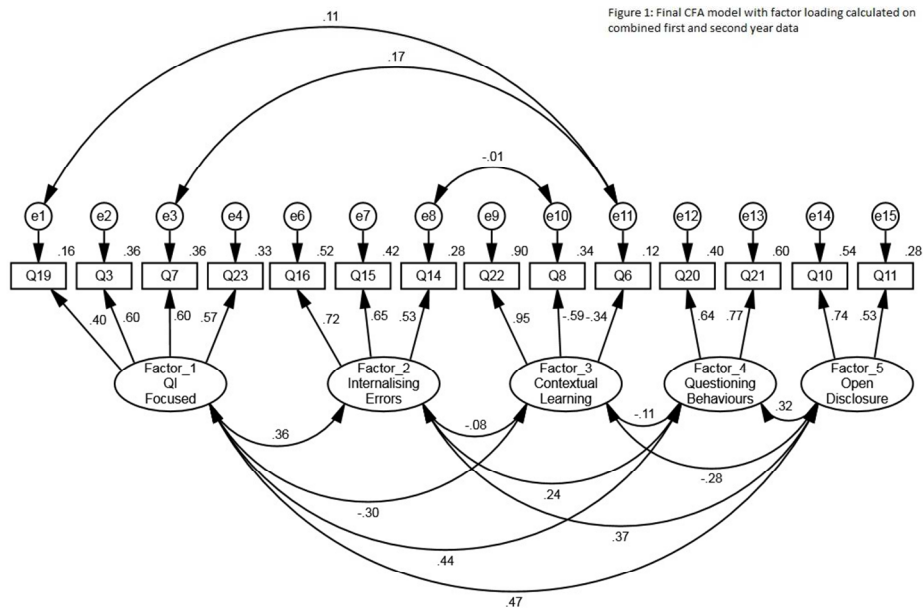 Figure 1: Final CFA model with factor loading calculated on
combined first and second year data
.11
.17
-.01
e1 e2 e3 e4 e6 e7 e8 e9 e10 e11 e12 e13 e14 e15
.16 .36 .36 .33 .52 .42 .28 .90 .34 .12 .40 .60 .54 .28
Q19 Q3 Q7 Q23 Q16 Q15 Q14 Q22 Q8 Q6 Q20 Q21 Q10 Q11
.40 .60 .60 .57 .72 .65 .53 .95 -.59 -.34 .64 .77 .74 .53
Factor_1
QI
Focused
Factor_2
Internalising
Errors
Factor_3
Contextual
Learning
Factor_4
Questioning
Behaviours
Factor_5
Open
Disclosure
.36
-.08
-.11
.32
-.30
.24
-.28
.44
.37
.47